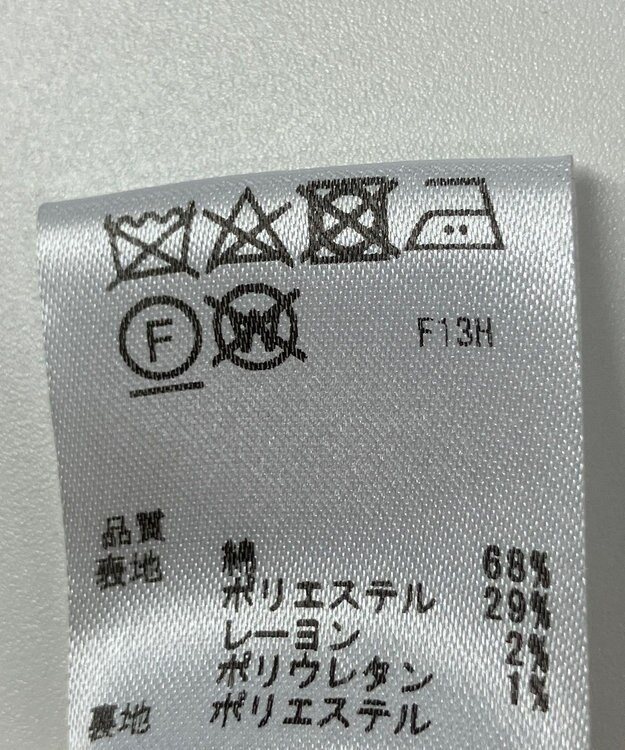 F W F13H
品質
表地 綿 68%
ポリエステル 29%
レーヨン 2%
ポリウレタン 1%
裏地 ポリエステル